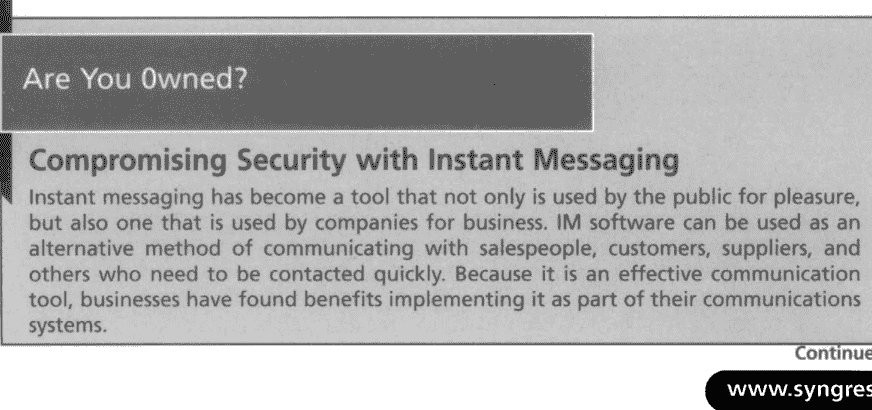 Are You 0wned?
Compromising Security with Instant Messaging
Instant messaging has become a tool that not only is used by the public for pleasure,
but also one that is used by companies for business. IM software can be used as an
alternative method of communicating with salespeople, customers, suppliers, and
others who need to be contacted quickly. Because it is an effective communication
tool, businesses have found benefits implementing it as part of their communications
systems.
Continue
www.syngres